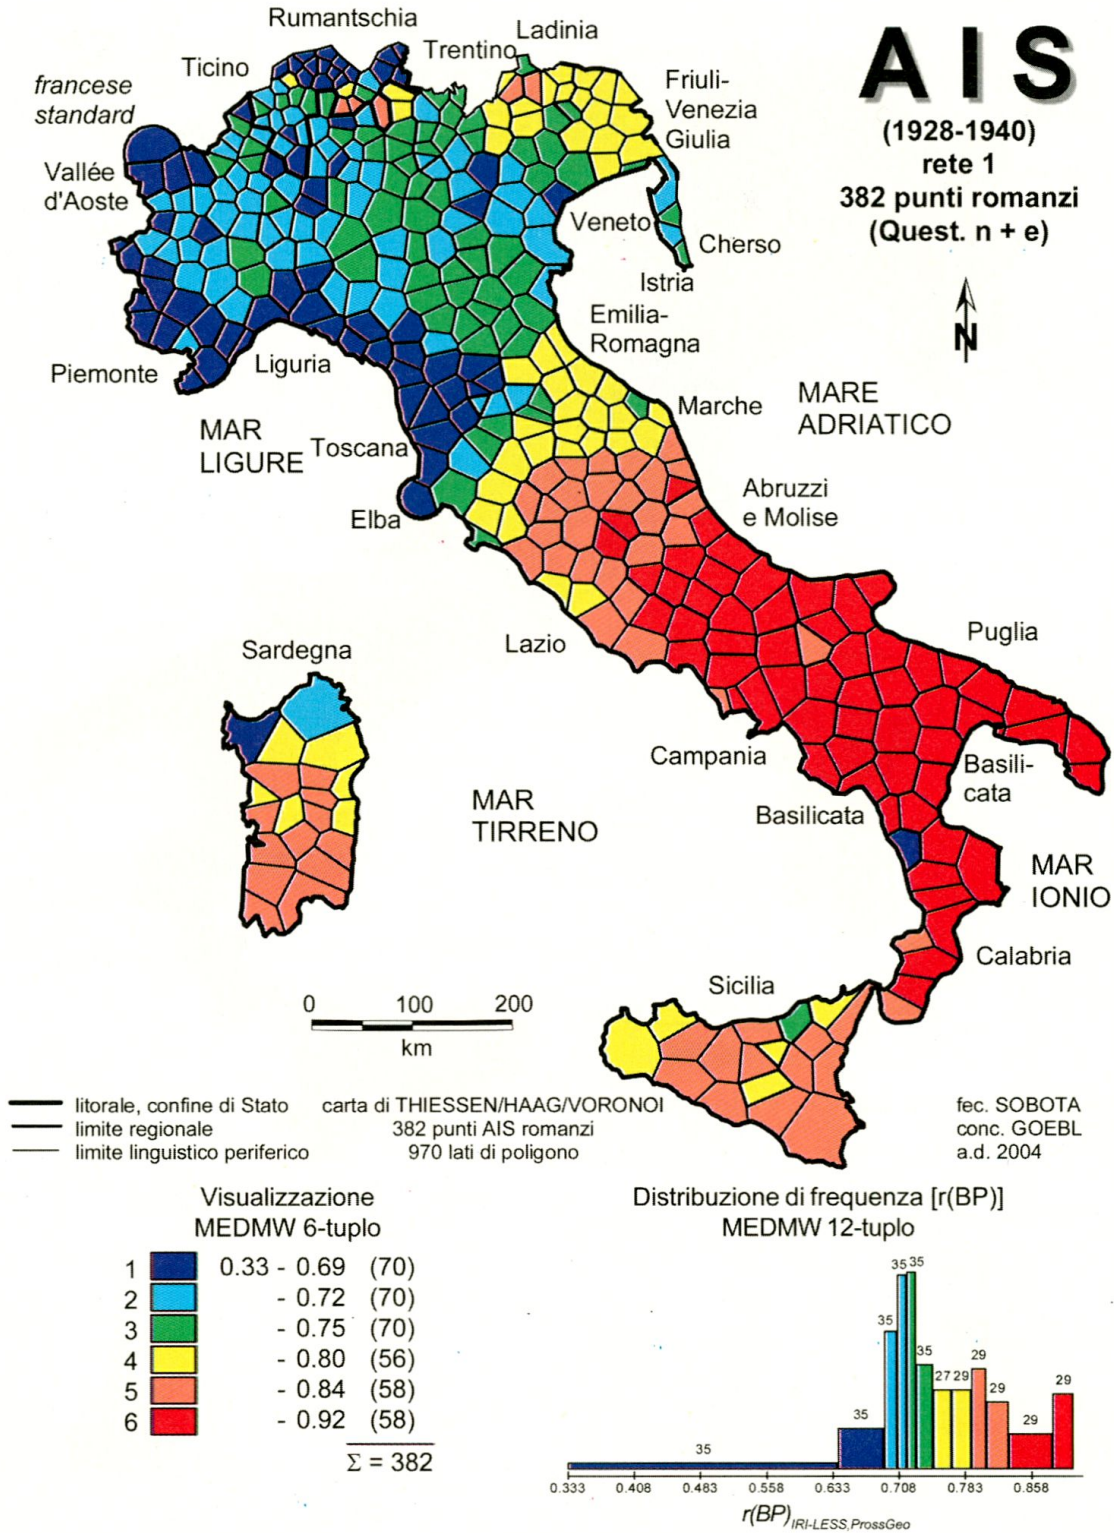 Rumantschia
Ladinia
Trentino
Ticino
francese
standard
Friuli-
Venezia
Giulia
A I S
(1928-1940)
rete 1
382 punti romanzi
(Quest. n + e)
Vallée
d'Aoste
Veneto
Cherso
Istria
N
Emilia-
Romagna
Piemonte
Liguria
MAR
LIGURE
MARE
ADRIATICO
Marche
Toscana
Elba
Abruzzi
e Molise
Lazio
Puglia
Sardegna
Campania
Basili-
cata
Basilicata
MAR
TIRRENO
MAR
IONIO
Calabria
Sicilia
0 100 200
km
litorale, confine di Stato
limite regionale
limite linguistico periferico
carta di THIESSEN/HAAG/VORONOI
382 punti AIS romanzi
970 lati di poligono
fec. SOBOTA
conc. GOEBL
a.d. 2004
Visualizzazione
MEDMW 6-tuplo
1 0.33 - 0.69 (70)
2 - 0.72 (70)
3 - 0.75 (70)
4 - 0.80 (56)
5 - 0.84 (58)
6 - 0.92 (58)
Σ = 382
Distribuzione di frequenza [r(BP)]
MEDMW 12-tuplo
35 35 35 35 35 35 27 29 29 29 29 29
0.333 0.408 0.483 0.558 0.633 0.708 0.783 0.858
r(BP)IRI-LESS,ProssGeo